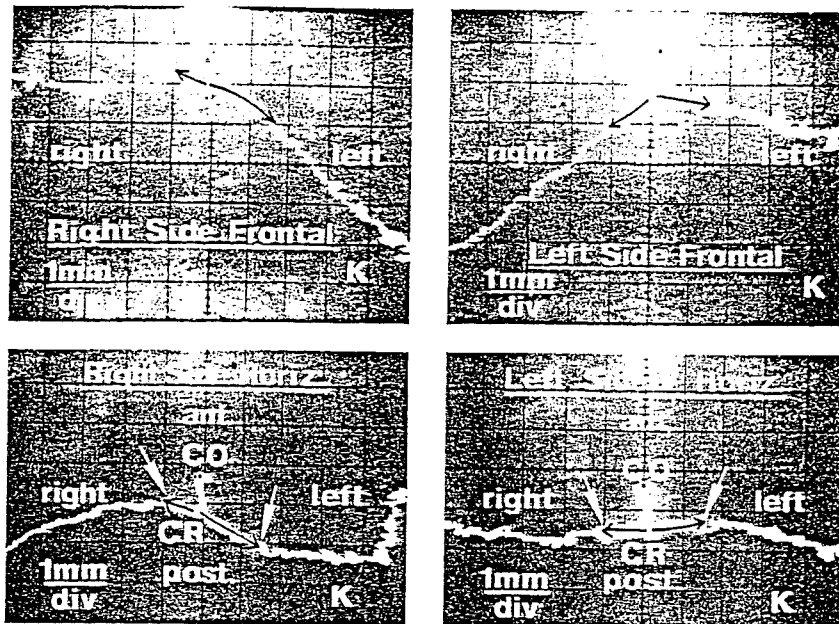 right left
Right Side Frontal
1mm K
div
right left
Left Side Frontal
1mm K
div
Right Side Horiz
ant
CO
right left
CR
1mm post
div K
Left Side Horiz
CO
right left
CR
1mm post
div K